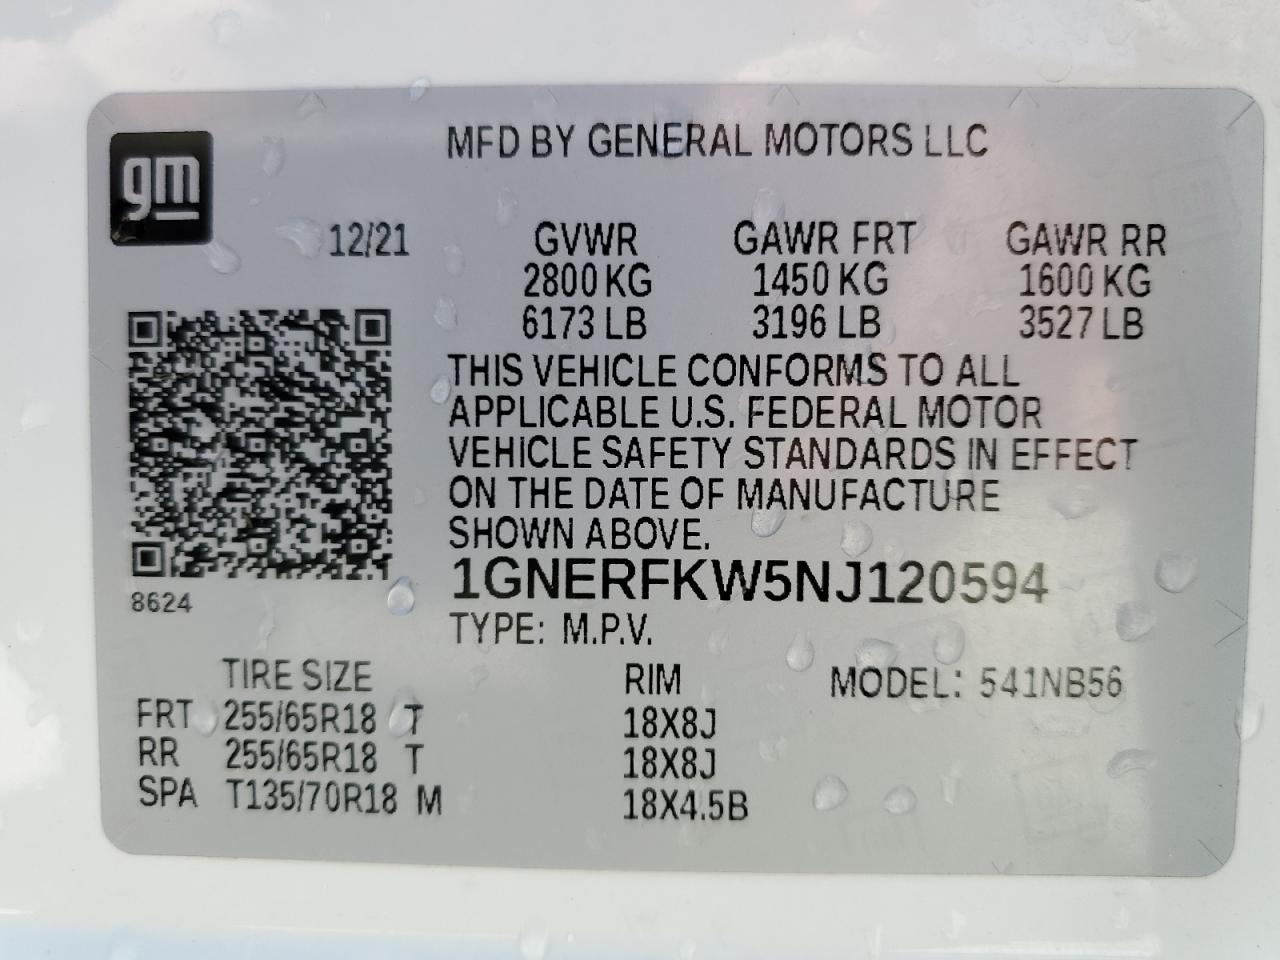 MFD BY GENERAL MOTORS LLC
gm
12/21 GVWR GAWR FRT GAWR RR
2800 KG 1450 KG 1600 KG
6173 LB 3196 LB 3527 LB
THIS VEHICLE CONFORMS TO ALL
APPLICABLE U.S. FEDERAL MOTOR
VEHICLE SAFETY STANDARDS IN EFFECT
ON THE DATE OF MANUFACTURE
SHOWN ABOVE.
1GNERFKW5NJ120594
8624
TYPE: M.P.V.
TIRE SIZE RIM MODEL: 541NB56
FRT 255/65R18 T 18X8J
RR 255/65R18 T 18X8J
SPA T135/70R18 M 18X4.5B